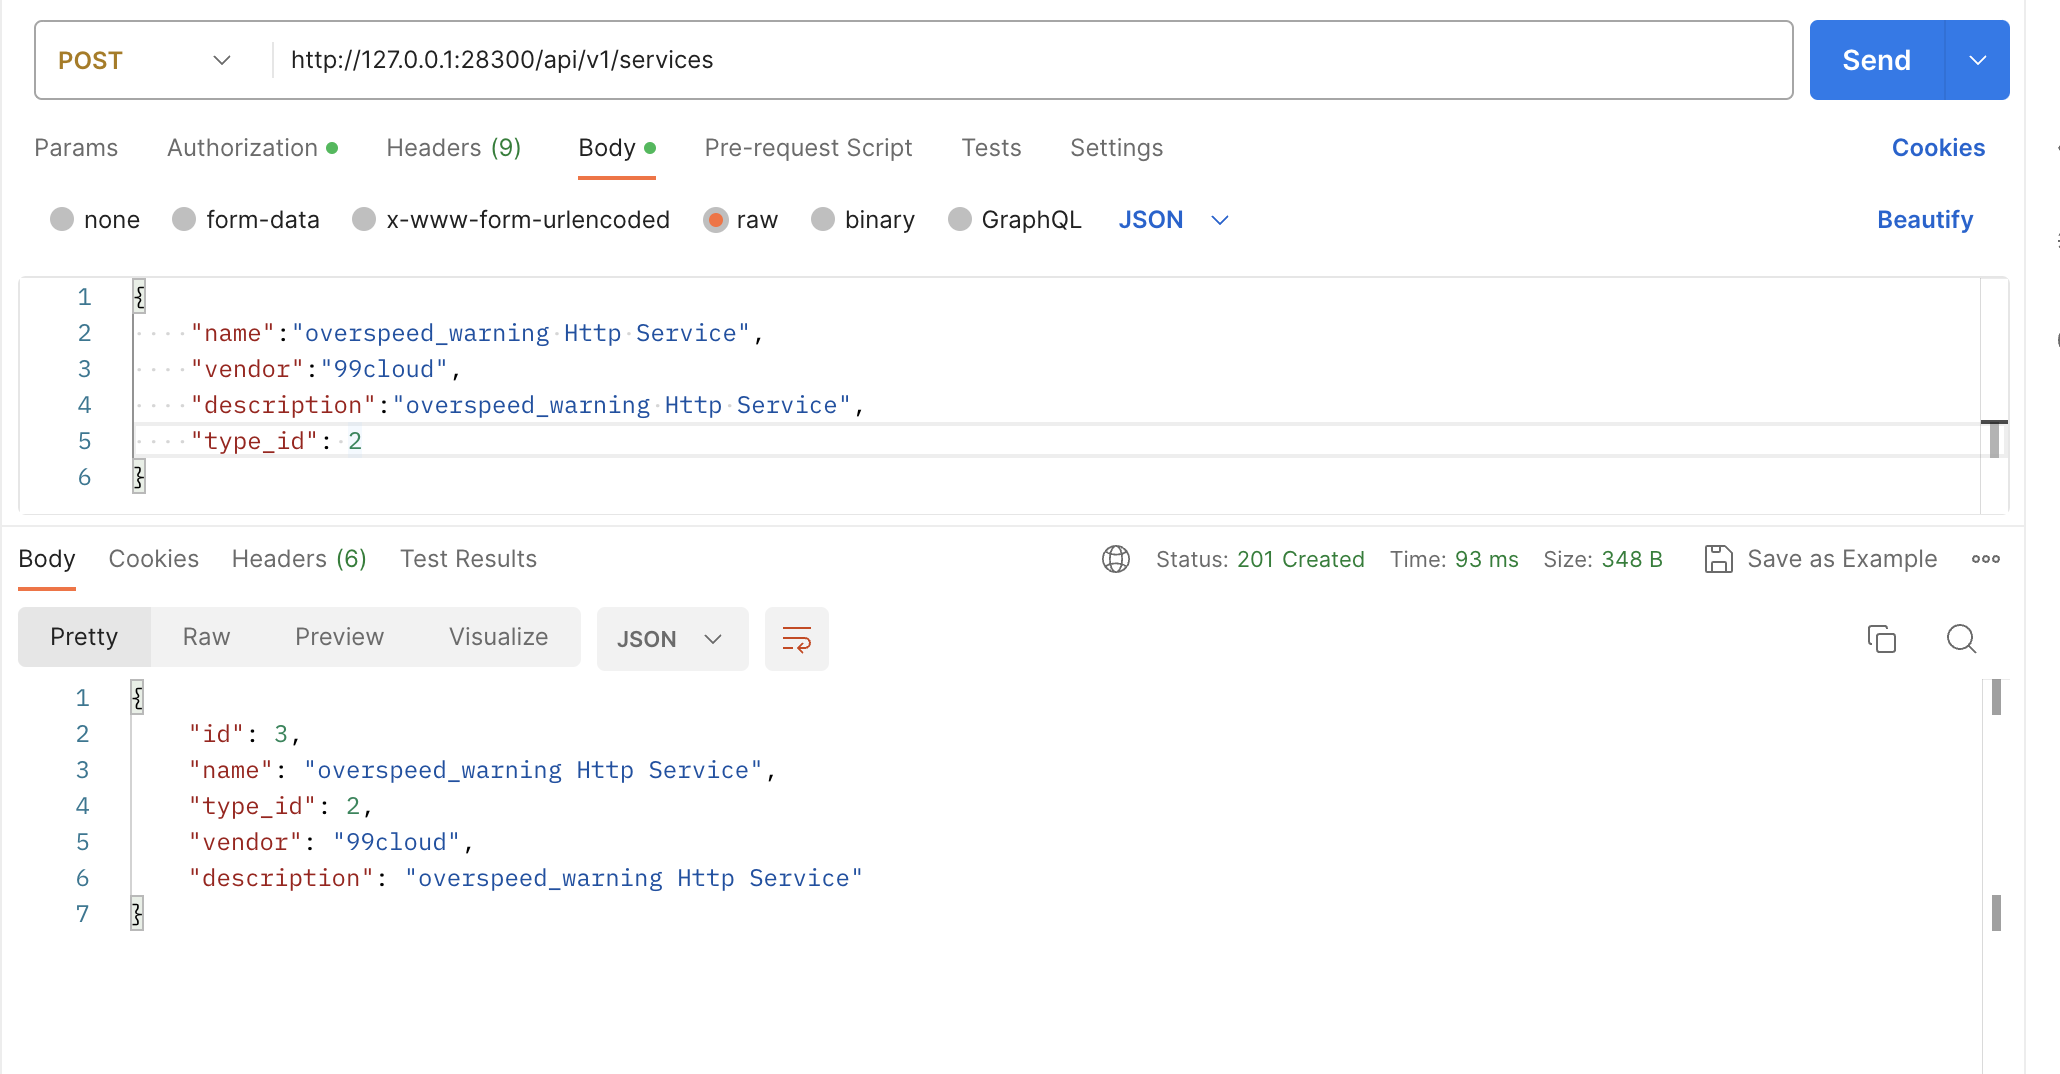 POST http://127.0.0.1:28300/api/v1/services Send
Params Authorization Headers (9) Body Pre-request Script Tests Settings Cookies
none form-data x-www-form-urlencoded raw binary GraphQL JSON Beautify
1 {
2 "name":"overspeed_warning Http Service",
3 "vendor":"99cloud",
4 "description":"overspeed_warning Http Service",
5 "type_id": 2
6 }
Body Cookies Headers (6) Test Results Status: 201 Created Time: 93 ms Size: 348 B Save as Example
Pretty Raw Preview Visualize JSON
1 {
2 "id": 3,
3 "name": "overspeed_warning Http Service",
4 "type_id": 2,
5 "vendor": "99cloud",
6 "description": "overspeed_warning Http Service"
7 }